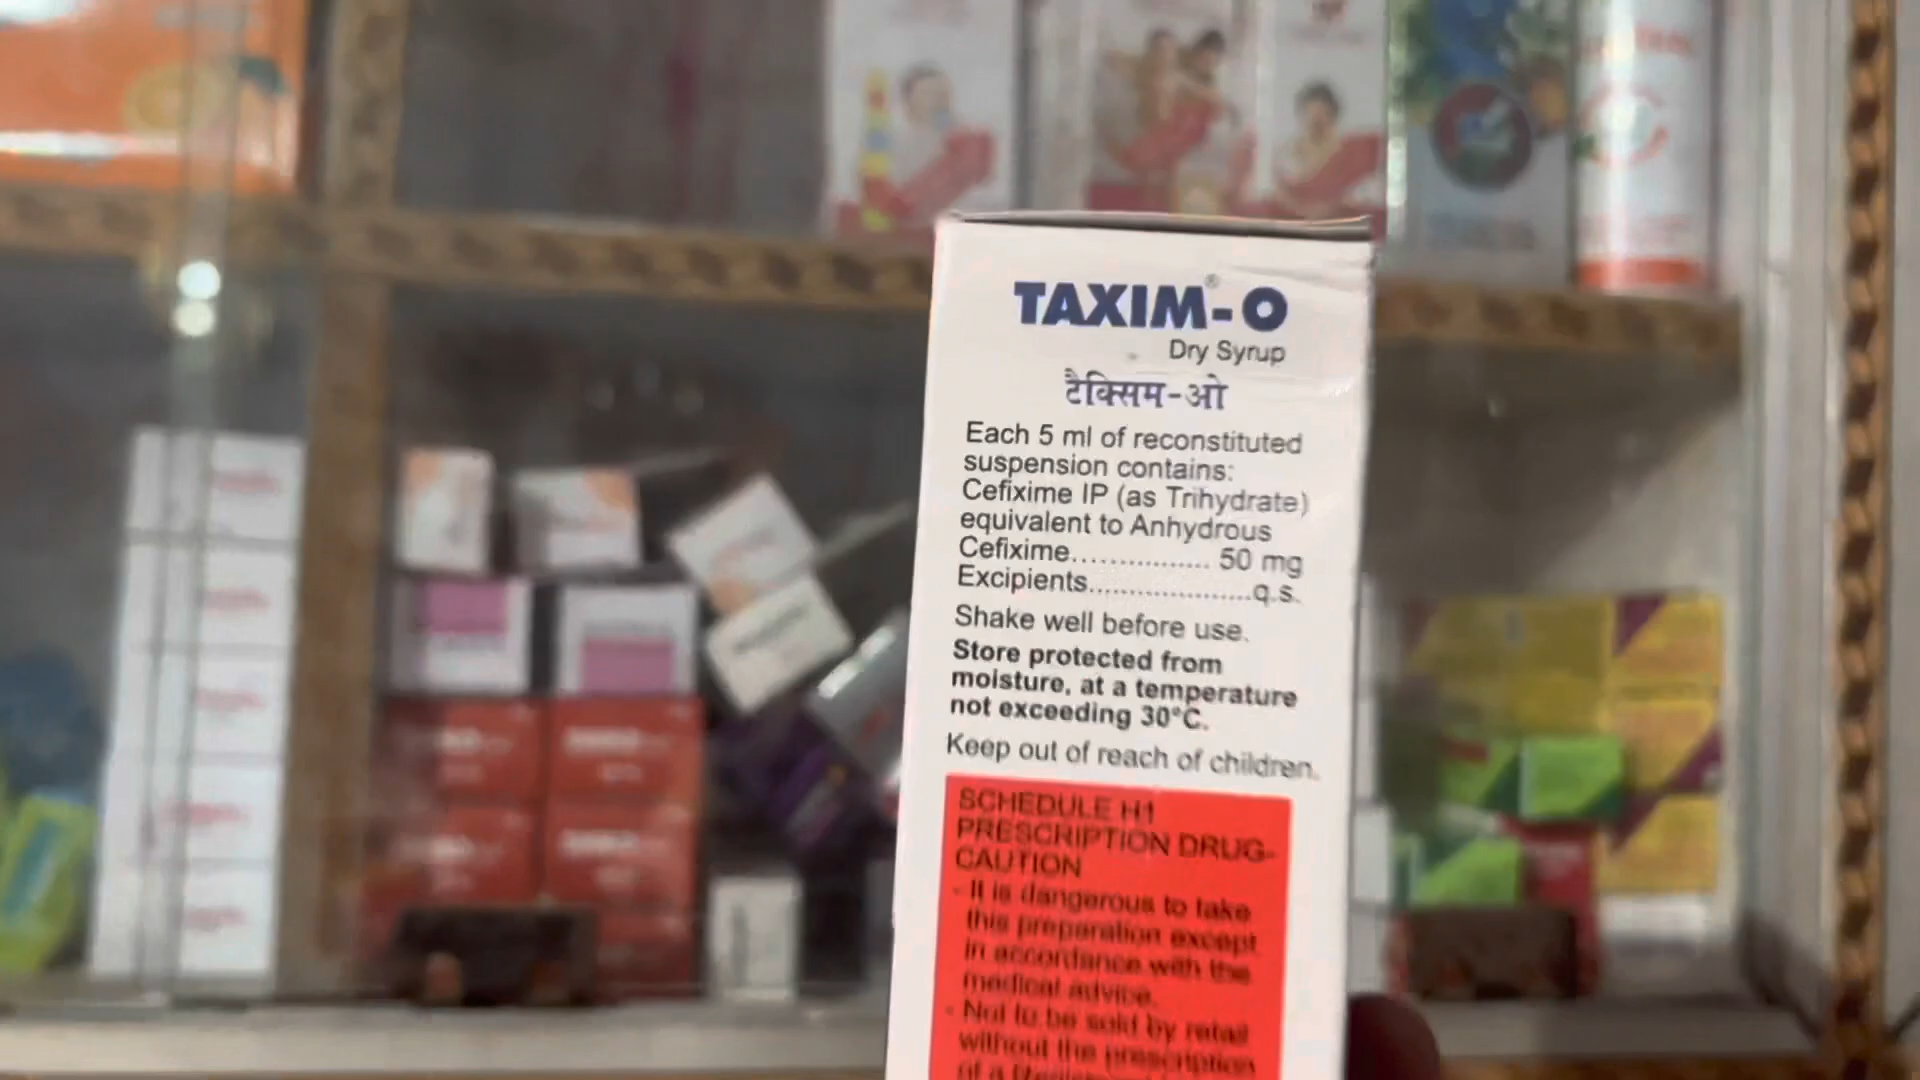 TAXIM-O®
Dry Syrup
टैक्सिम-ओ
Each 5 ml of reconstituted
suspension contains:
Cefixime IP (as Trihydrate)
equivalent to Anhydrous
Cefixime................ 50 mg
Excipients.....................q.s.
Shake well before use.
Store protected from
moisture, at a temperature
not exceeding 30°C.
Keep out of reach of children.
SCHEDULE H1
PRESCRIPTION DRUG-
CAUTION
- It is dangerous to take
this preparation except
in accordance with the
medical advice.
- Not to be sold by retail
without the prescription
of a